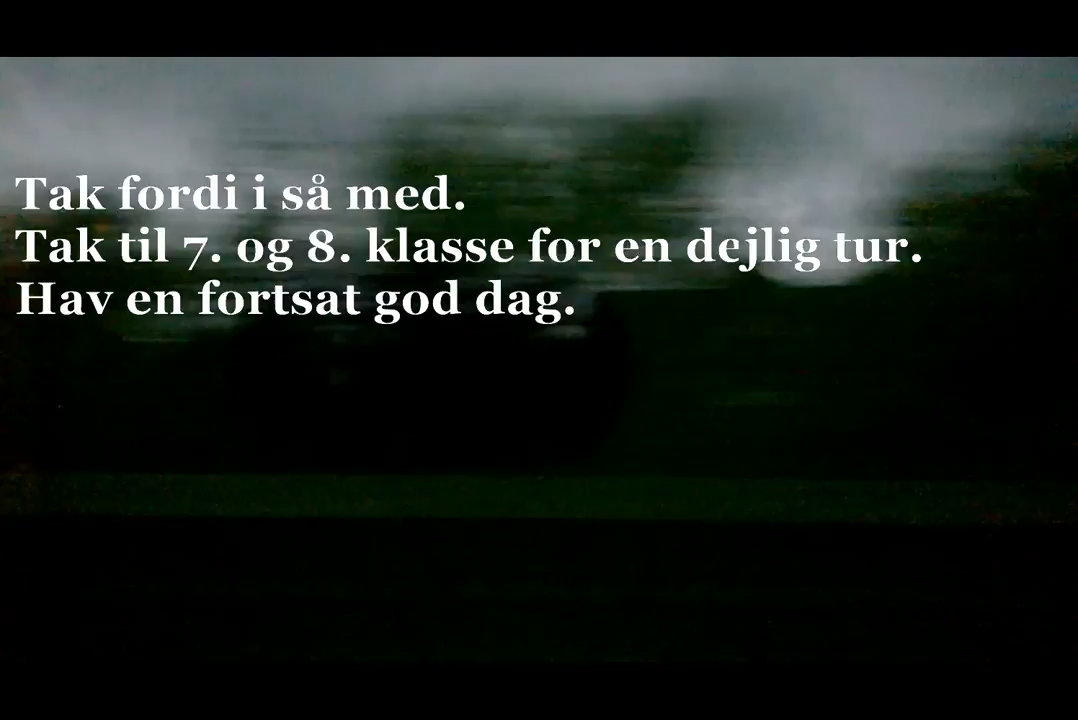 Tak fordi i så med.
Tak til 7. og 8. klasse for en dejlig tur.
Hav en fortsat god dag.